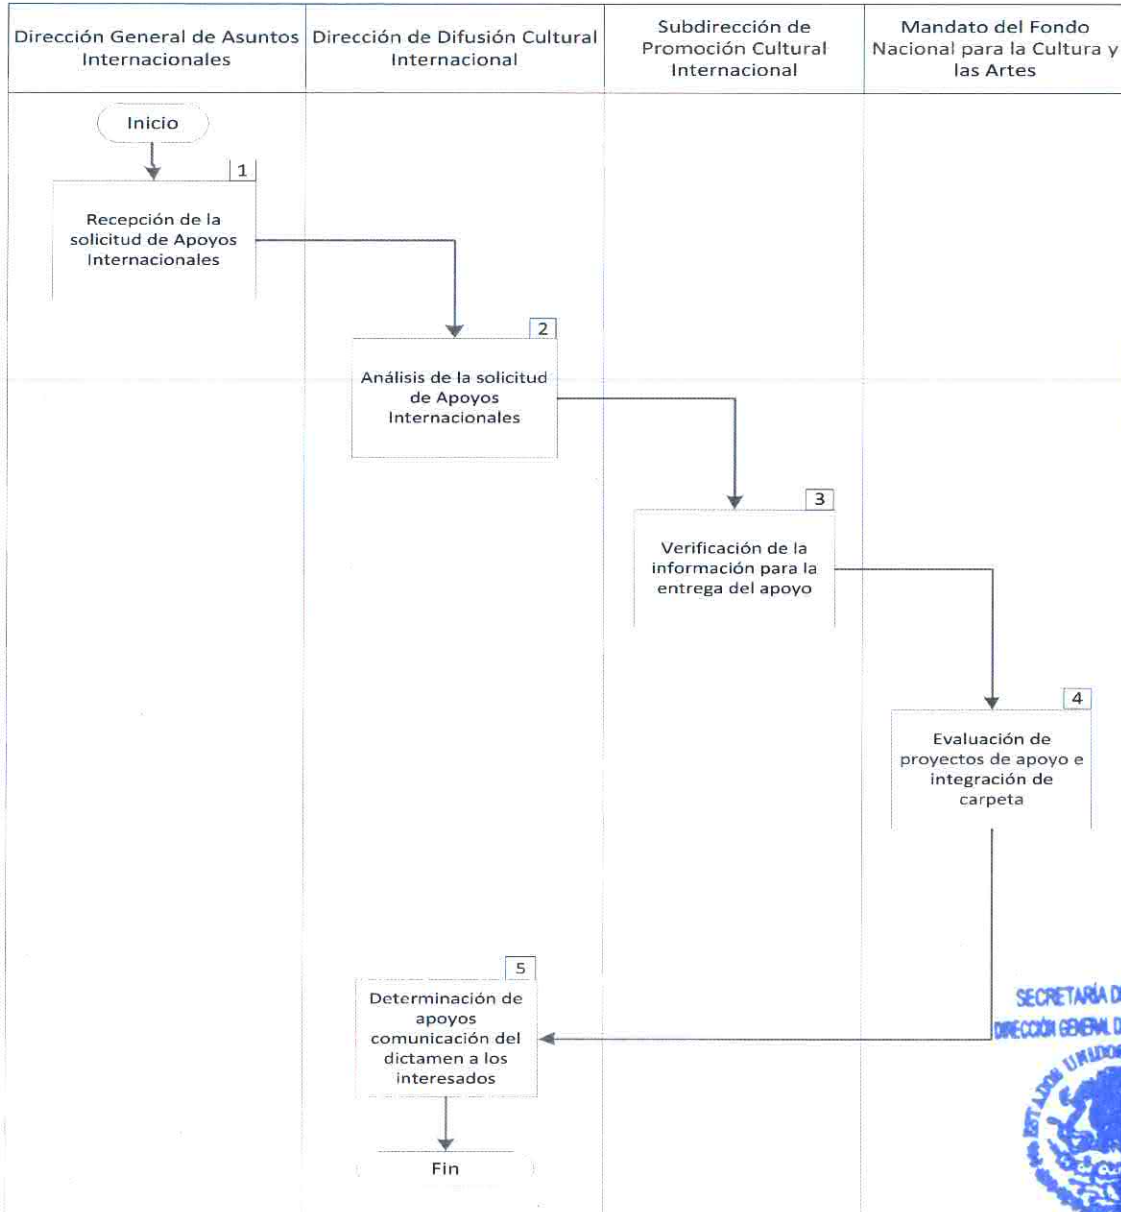 Dirección General de Asuntos
Internacionales
Dirección de Difusión Cultural
Internacional
Subdirección de
Promoción Cultural
Internacional
Mandato del Fondo
Nacional para la Cultura y
las Artes
Inicio
1
Recepción de la
solicitud de Apoyos
Internacionales
2
Análisis de la solicitud
de Apoyos
Internacionales
3
Verificación de la
información para la
entrega del apoyo
4
Evaluación de
proyectos de apoyo e
integración de
carpeta
5
Determinación de
apoyos
comunicación del
dictamen a los
interesados
Fin
SECRETARÍA D
DIRECCIÓN GENERAL D
ESTADOS UNIDOS